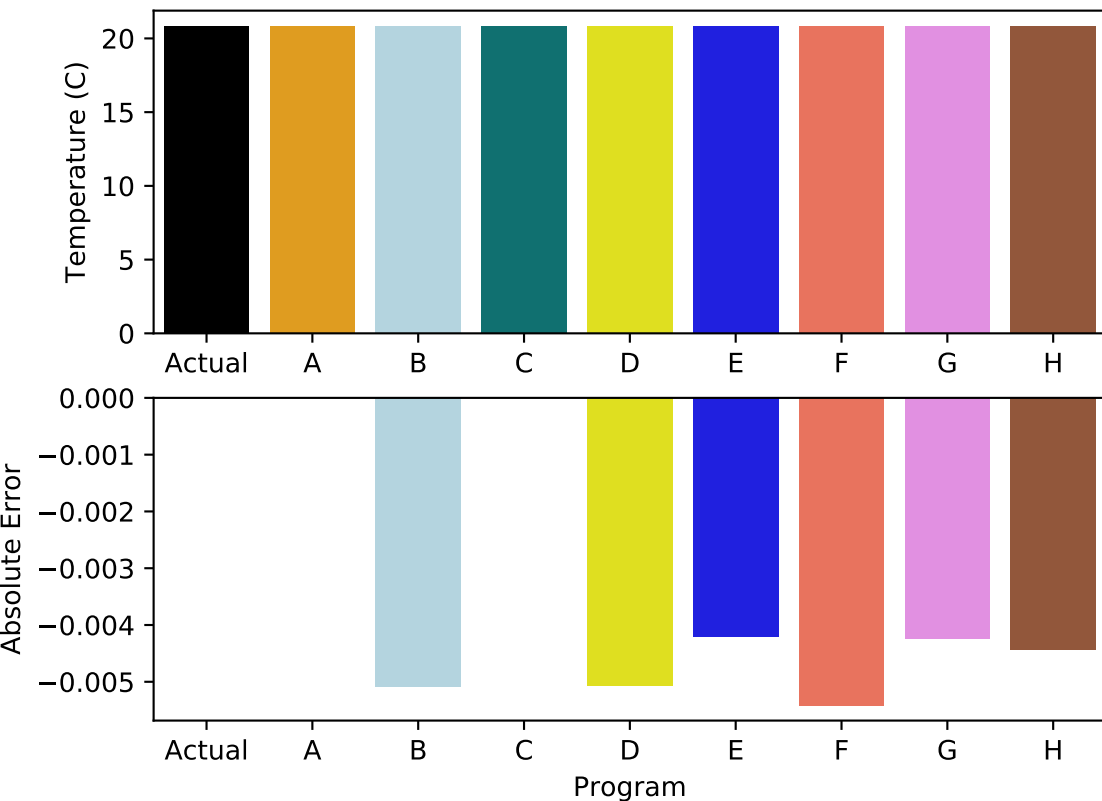 Temperature (C)
20
15
10
5
0
Actual A B C D E F G H
Absolute Error
0.000
−0.001
−0.002
−0.003
−0.004
−0.005
Actual A B C D E F G H
Program